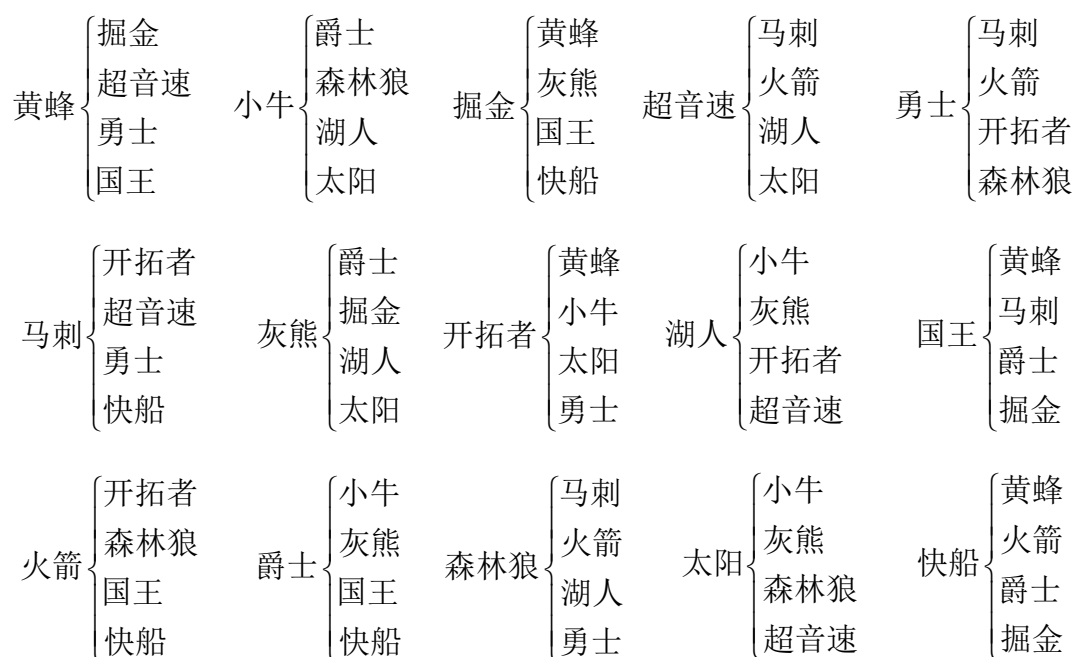 黄蜂 掘金 超音速 勇士 国王
小牛 爵士 森林狼 湖人 太阳
掘金 黄蜂 灰熊 国王 快船
超音速 马刺 火箭 湖人 太阳
勇士 马刺 火箭 开拓者 森林狼
马刺 开拓者 超音速 勇士 快船
灰熊 爵士 掘金 湖人 太阳
开拓者 黄蜂 小牛 太阳 勇士
湖人 小牛 灰熊 开拓者 超音速
国王 黄蜂 马刺 爵士 掘金
火箭 开拓者 森林狼 国王 快船
爵士 小牛 灰熊 国王 快船
森林狼 马刺 火箭 湖人 勇士
太阳 小牛 灰熊 森林狼 超音速
快船 黄蜂 火箭 爵士 掘金